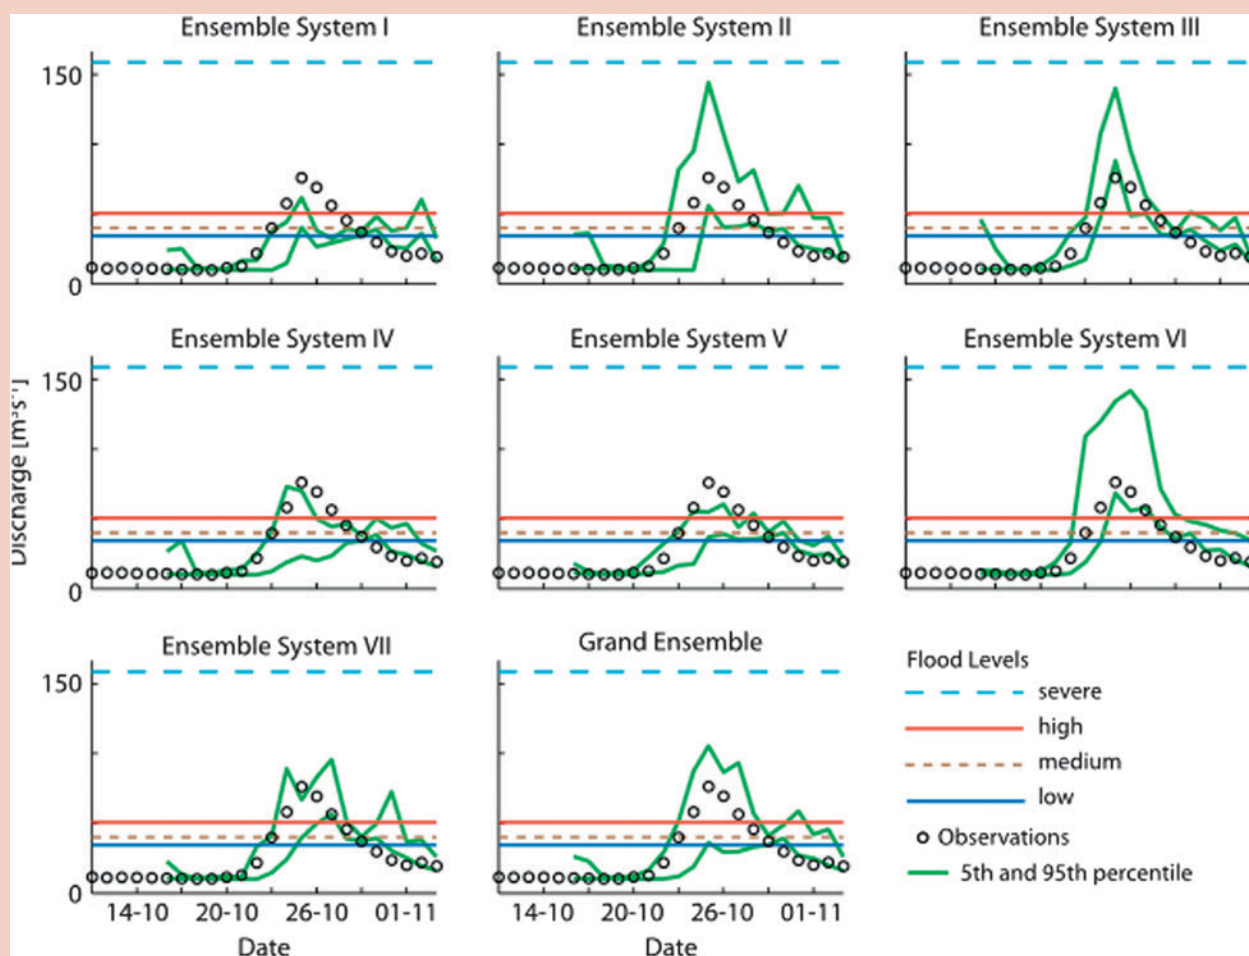 Ensemble System I
Ensemble System II
Ensemble System III
150
0
Ensemble System IV
Ensemble System V
Ensemble System VI
Discharge [m³s⁻¹]
150
0
Ensemble System VII
Grand Ensemble
150
0
14-10 20-10 26-10 01-11
14-10 20-10 26-10 01-11
Date
Date
Flood Levels
severe
high
medium
low
Observations
5th and 95th percentile